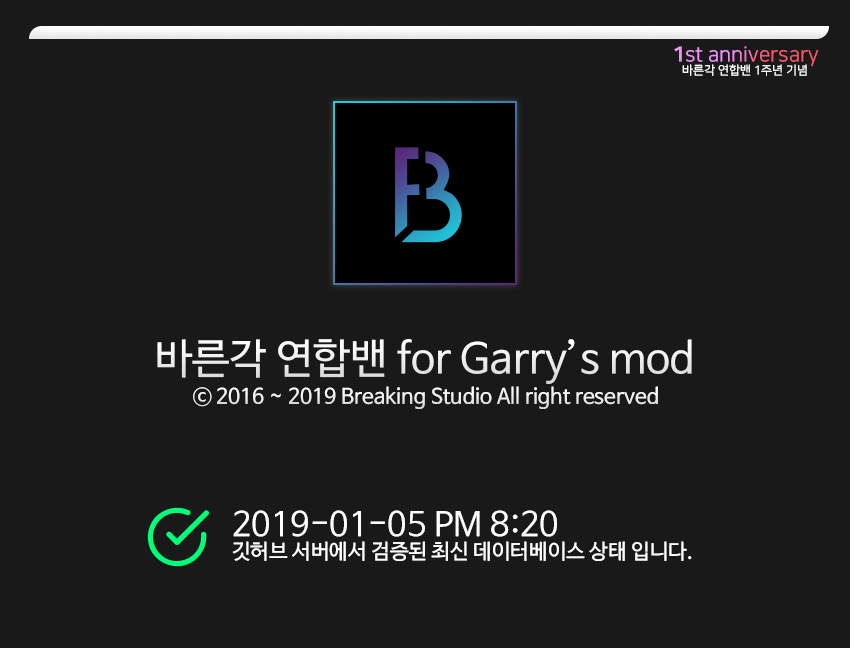 1st anniversary
바른각 연합밴 1주년 기념
바른각 연합밴 for Garry's mod
ⓒ 2016 ~ 2019 Breaking Studio All right reserved
2019-01-05 PM 8:20
깃허브 서버에서 검증된 최신 데이터베이스 상태 입니다.